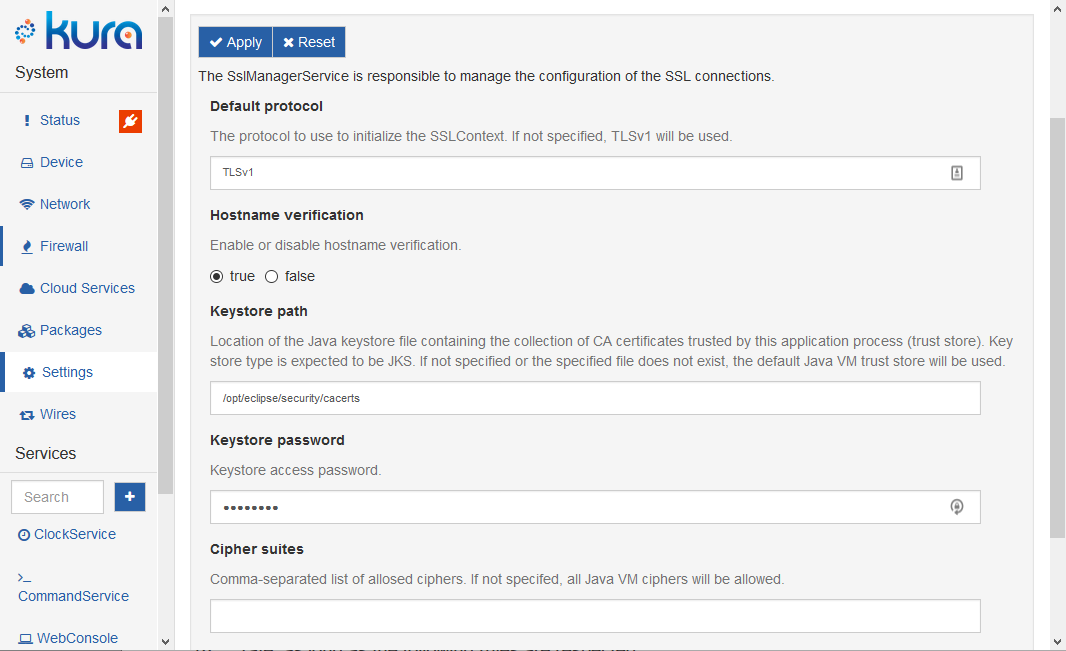 kura
System
Status
Device
Network
Firewall
Cloud Services
Packages
Settings
Wires
Services
Search
ClockService
CommandService
WebConsole
Apply Reset
The SslManagerService is responsible to manage the configuration of the SSL connections.
Default protocol
The protocol to use to initialize the SSLContext. If not specified, TLSv1 will be used.
TLSv1
Hostname verification
Enable or disable hostname verification.
true false
Keystore path
Location of the Java keystore file containing the collection of CA certificates trusted by this application process (trust store). Key
store type is expected to be JKS. If not specified or the specified file does not exist, the default Java VM trust store will be used.
/opt/eclipse/security/cacerts
Keystore password
Keystore access password.
••••••••
Cipher suites
Comma-separated list of allosed ciphers. If not specifed, all Java VM ciphers will be allowed.